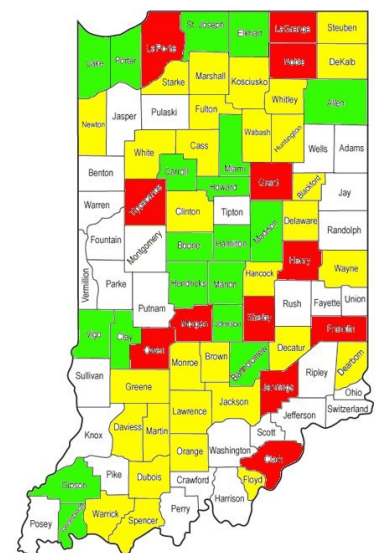 St. Joseph
LaGrange
Steuben
Elkhart
LaPorte
Lake
Porter
Noble
DeKalb
Marshall
Starke
Kosciusko
Whitley
Allen
Newton
Jasper
Pulaski
Fulton
Wabash
Huntington
Wells
Adams
White
Cass
Miami
Benton
Carroll
Howard
Grant
Blackford
Jay
Warren
Tippecanoe
Clinton
Tipton
Madison
Delaware
Randolph
Fountain
Montgomery
Boone
Hamilton
Henry
Wayne
Vermillion
Parke
Putnam
Hendricks
Marion
Hancock
Rush
Fayette
Union
Vigo
Clay
Owen
Morgan
Johnson
Shelby
Franklin
Sullivan
Greene
Monroe
Brown
Bartholomew
Decatur
Dearborn
Ripley
Ohio
Switzerland
Jennings
Jackson
Lawrence
Jefferson
Knox
Daviess
Martin
Orange
Washington
Scott
Clark
Gibson
Pike
Dubois
Crawford
Harrison
Floyd
Posey
Warrick
Spencer
Perry